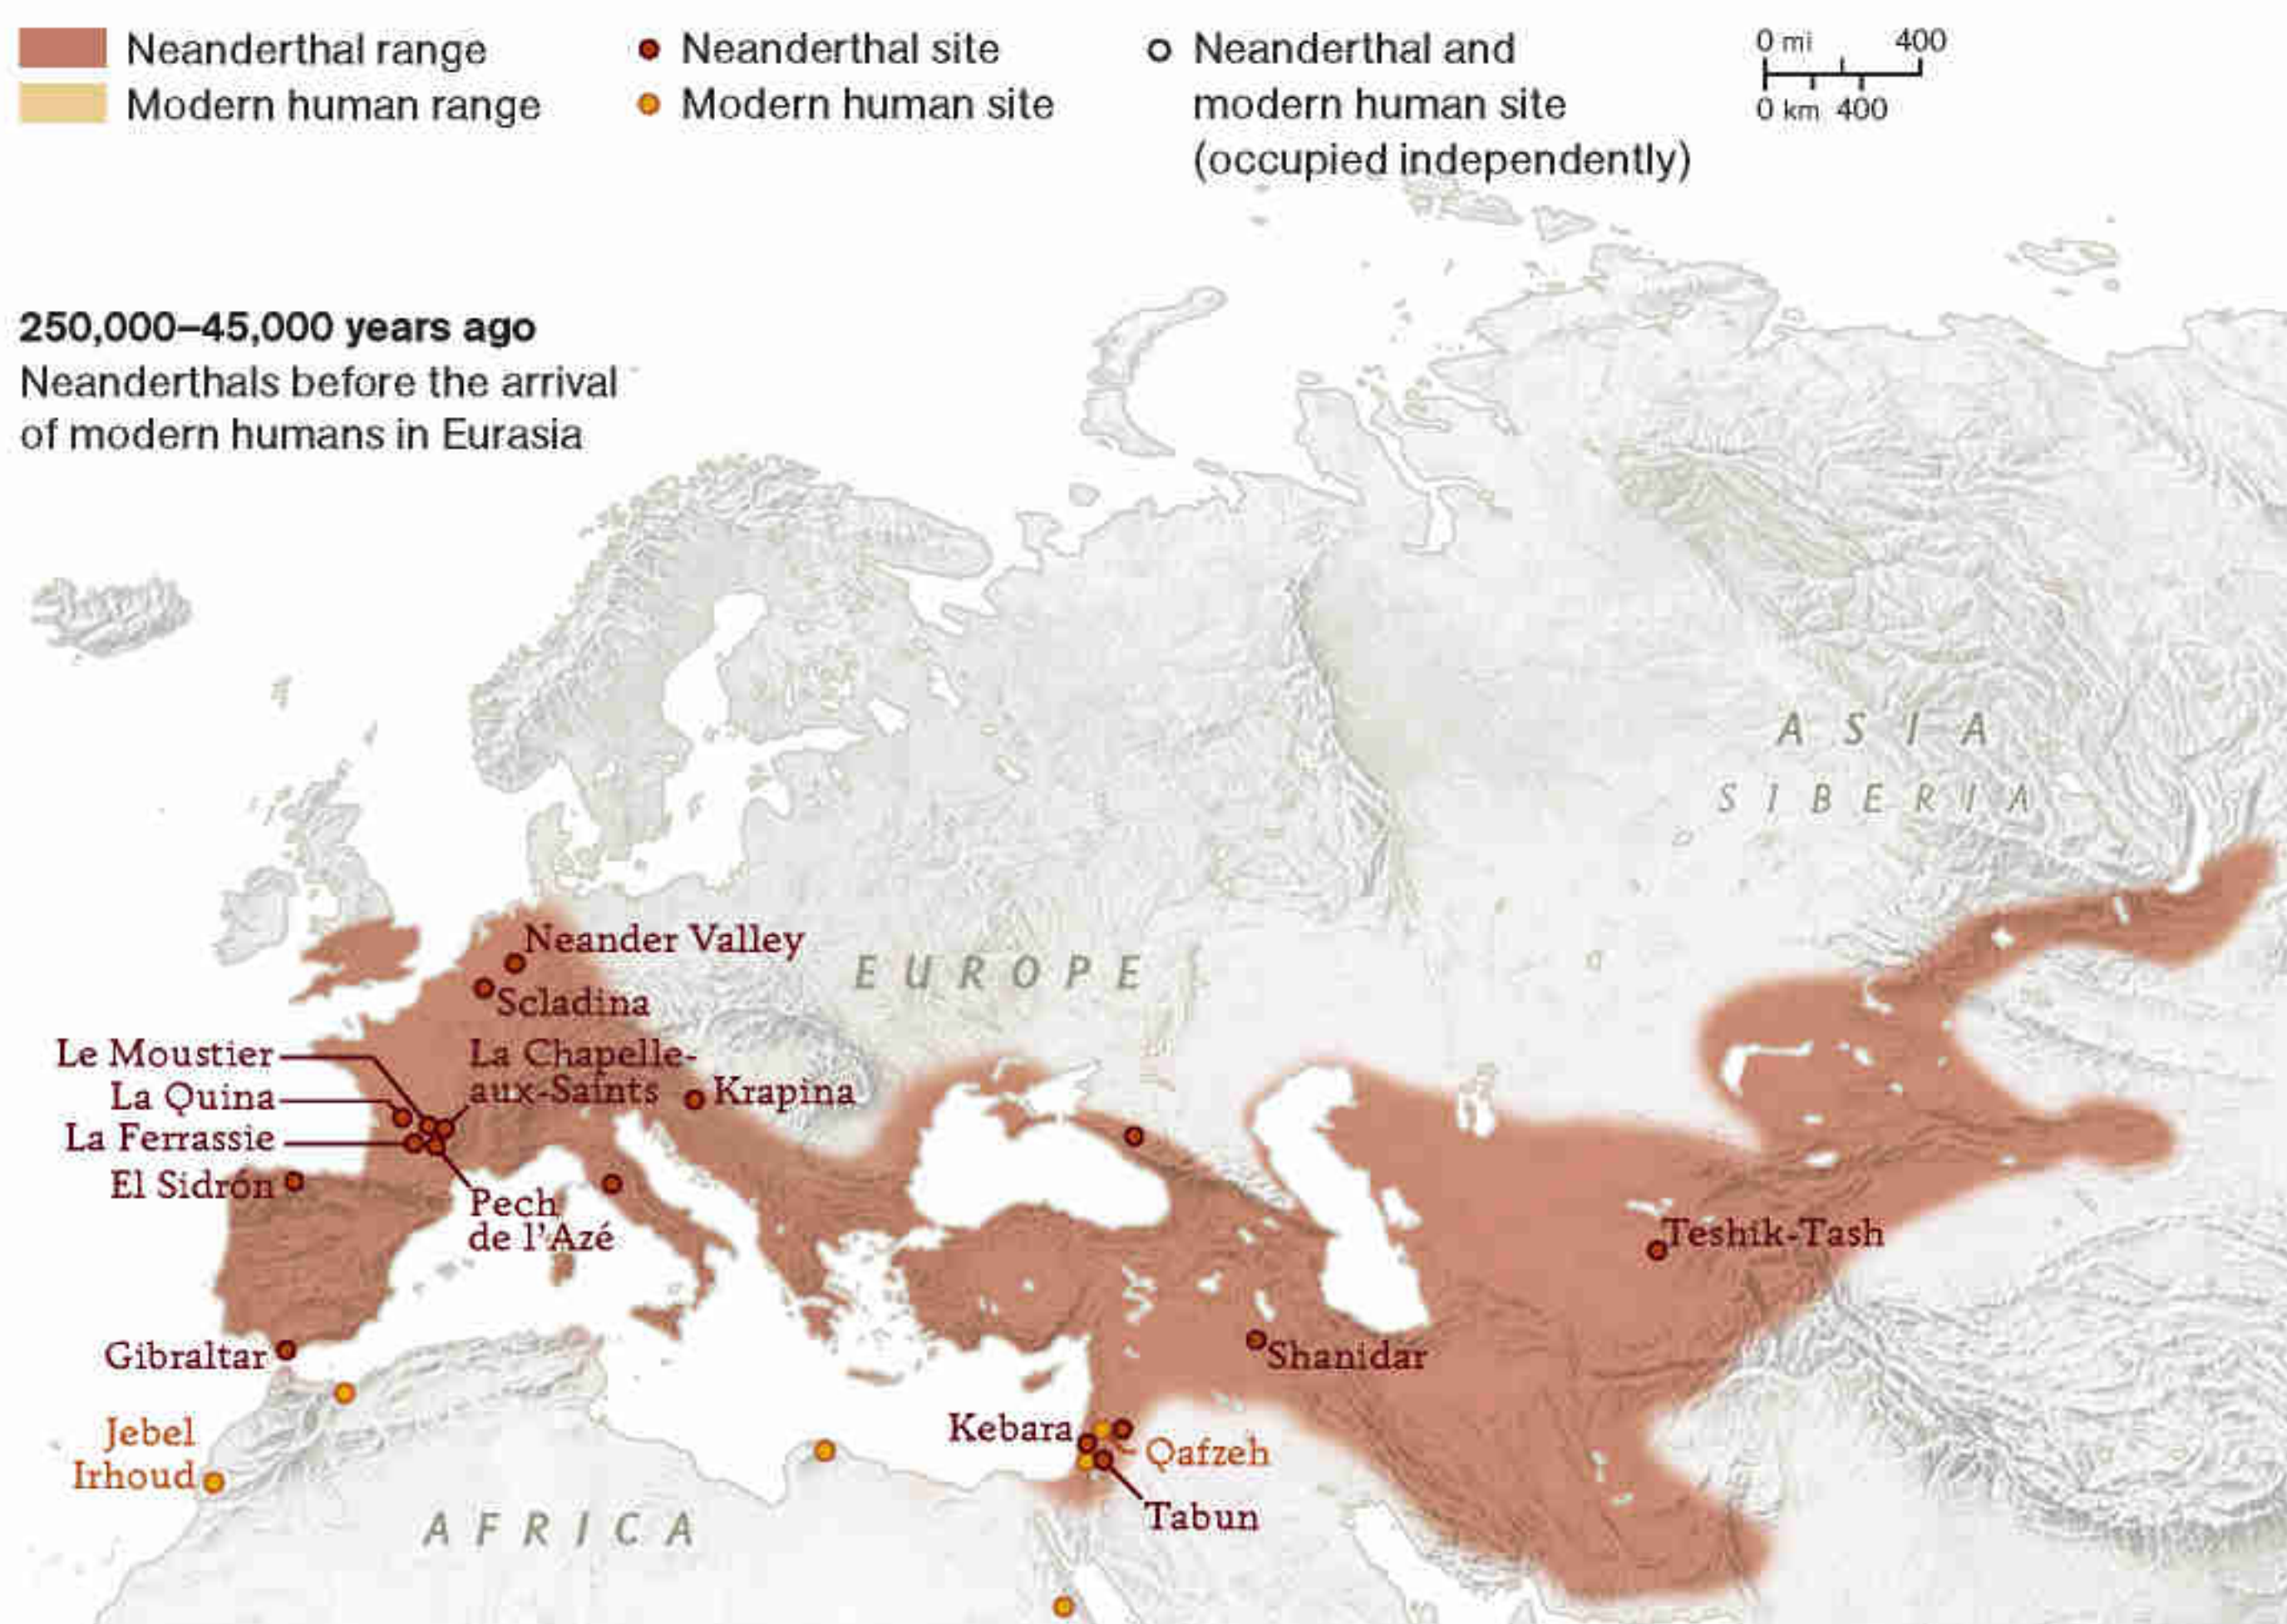 Neanderthal range
Modern human range
Neanderthal site
Modern human site
Neanderthal and
modern human site
(occupied independently)
0 mi 400
0 km 400
250,000–45,000 years ago
Neanderthals before the arrival
of modern humans in Eurasia
ASIA
SIBERIA
EUROPE
Neander Valley
Scladina
Le Moustier
La Chapelle-
aux-Saints
La Quina
Krapina
La Ferrassie
El Sidrón
Pech
de l'Azé
Teshik-Tash
Gibraltar
Shanidar
Jebel
Irhoud
Kebara
Qafzeh
Tabun
AFRICA